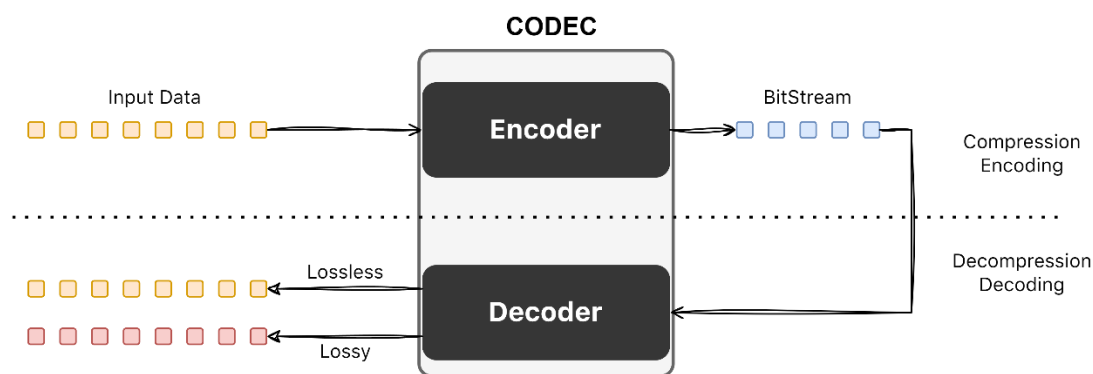 CODEC
Input Data
Encoder
BitStream
Compression
Encoding
Lossless
Decompression
Decoding
Decoder
Lossy